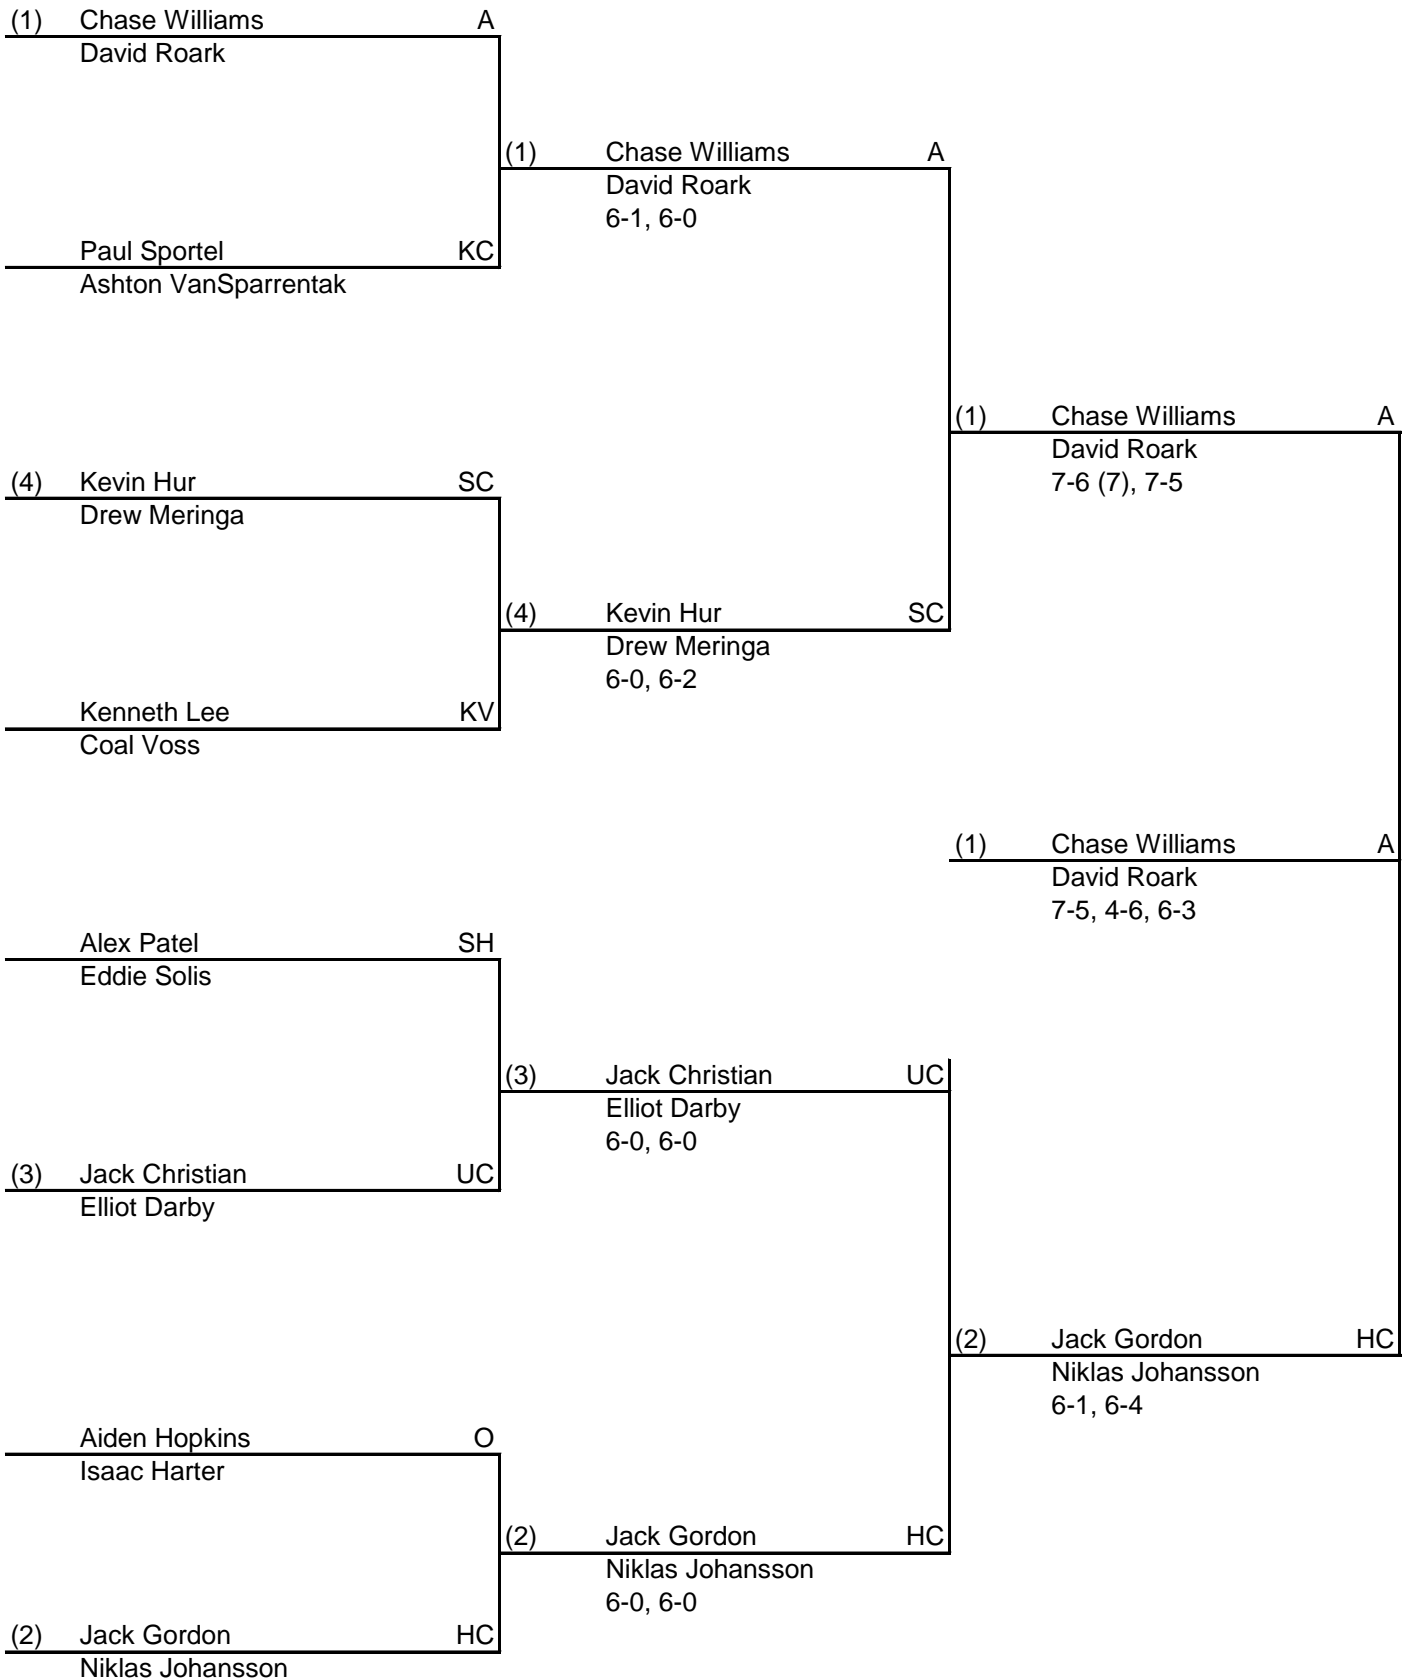 (1) Chase Williams A
David Roark
(1) Chase Williams A
David Roark
6-1, 6-0
Paul Sportel KC
Ashton VanSparrentak
(1) Chase Williams A
David Roark
7-6 (7), 7-5
(4) Kevin Hur SC
Drew Meringa
(4) Kevin Hur SC
Drew Meringa
6-0, 6-2
Kenneth Lee KV
Coal Voss
(1) Chase Williams A
David Roark
7-5, 4-6, 6-3
Alex Patel SH
Eddie Solis
(3) Jack Christian UC
Elliot Darby
6-0, 6-0
(3) Jack Christian UC
Elliot Darby
(2) Jack Gordon HC
Niklas Johansson
6-1, 6-4
Aiden Hopkins O
Isaac Harter
(2) Jack Gordon HC
Niklas Johansson
6-0, 6-0
(2) Jack Gordon HC
Niklas Johansson